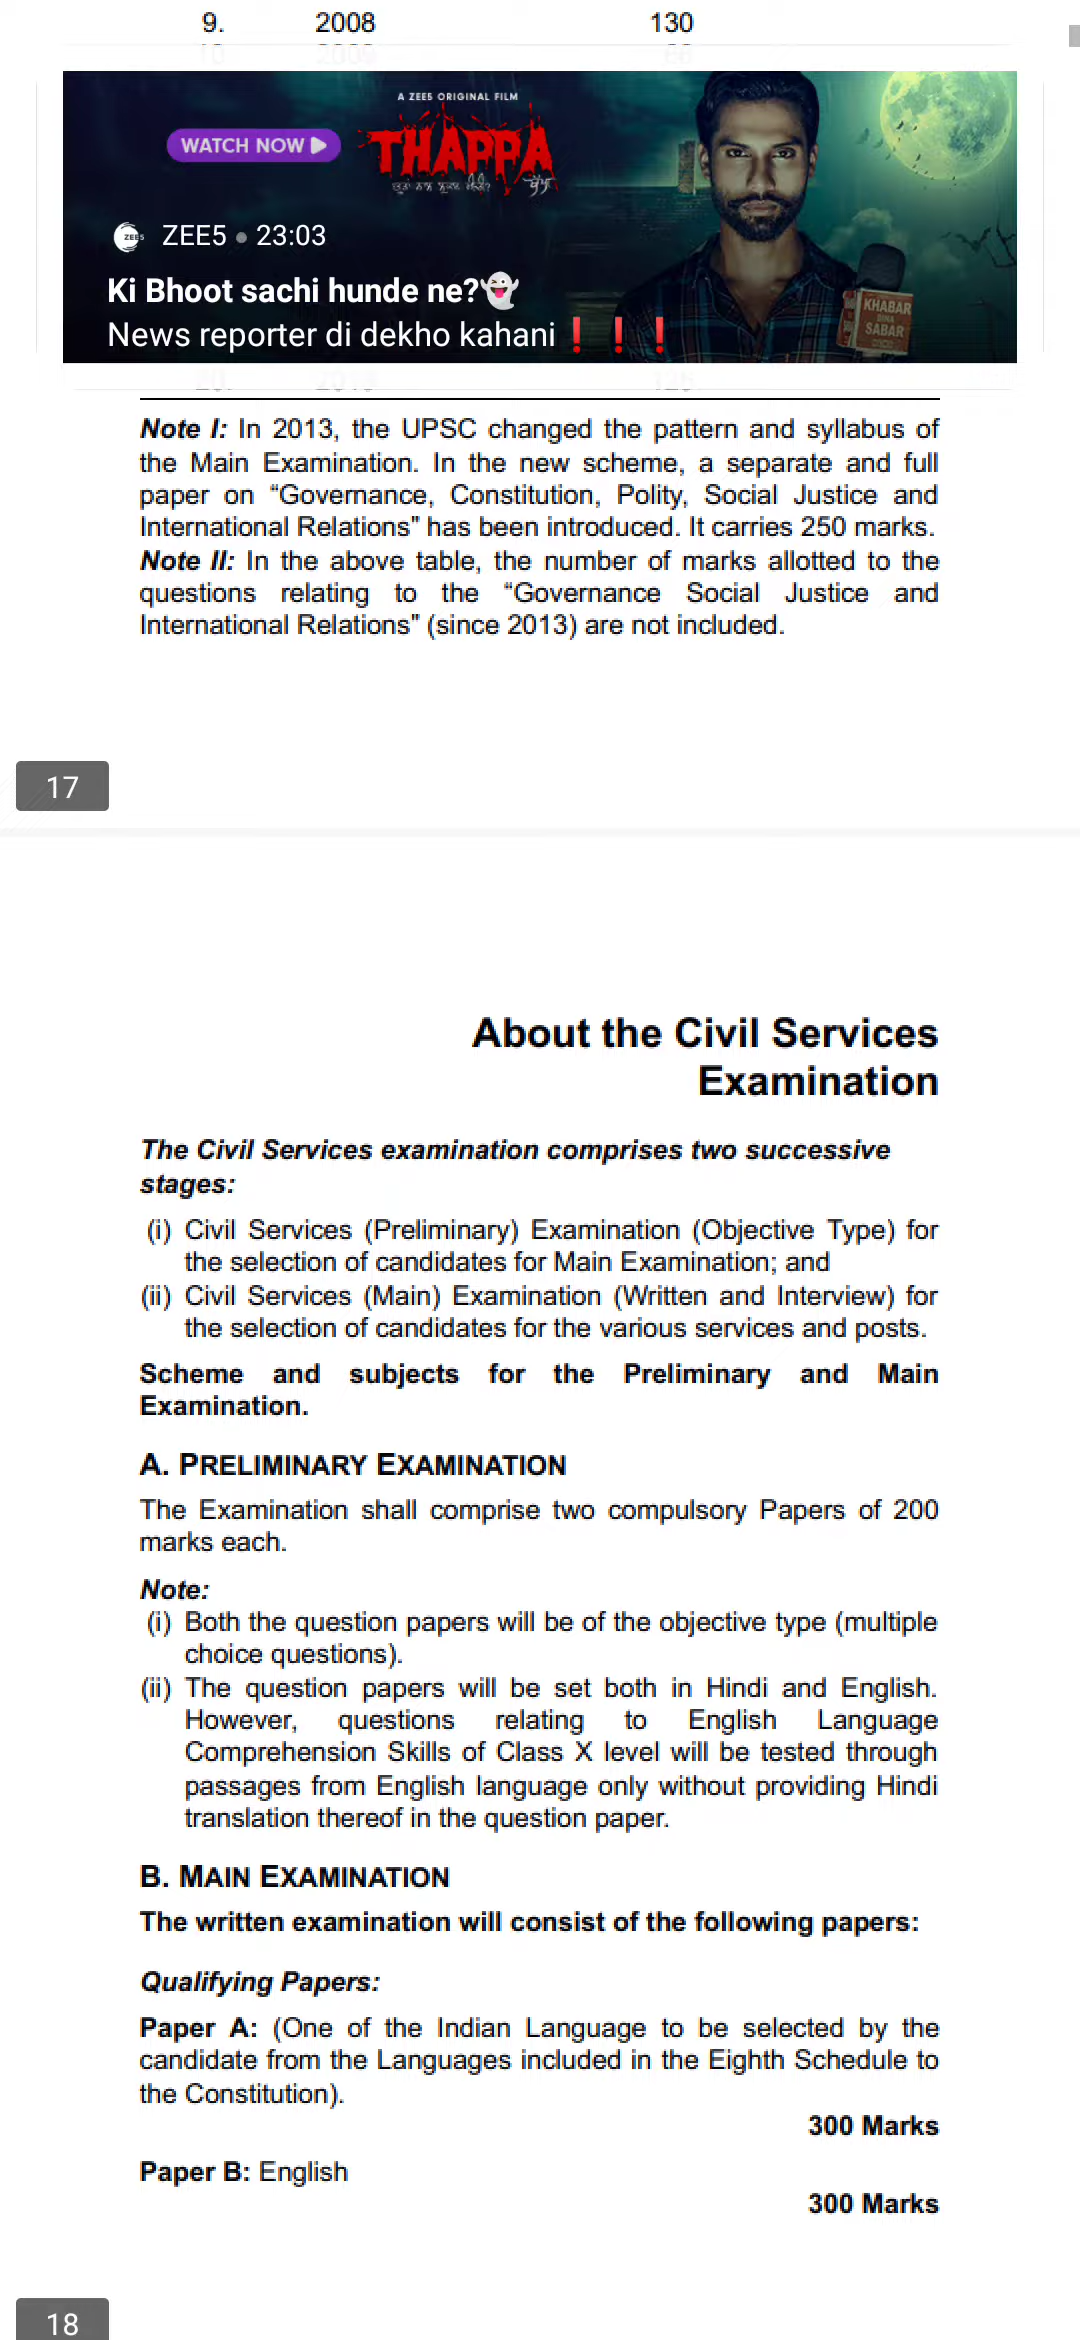 9. 2008 130
10. 2009 66
A ZEE5 ORIGINAL FILM
WATCH NOW
THAPPA
ZEE5 ZEE5 • 23:03
Ki Bhoot sachi hunde ne?👻
News reporter di dekho kahani❗❗❗
KHABAR
BINA
SABAR
20. 2019 125
Note I: In 2013, the UPSC changed the pattern and syllabus of
the Main Examination. In the new scheme, a separate and full
paper on “Governance, Constitution, Polity, Social Justice and
International Relations" has been introduced. It carries 250 marks.
Note II: In the above table, the number of marks allotted to the
questions relating to the “Governance Social Justice and
International Relations" (since 2013) are not included.
17
About the Civil Services
Examination
The Civil Services examination comprises two successive
stages:
(i) Civil Services (Preliminary) Examination (Objective Type) for
the selection of candidates for Main Examination; and
(ii) Civil Services (Main) Examination (Written and Interview) for
the selection of candidates for the various services and posts.
Scheme and subjects for the Preliminary and Main
Examination.
A. PRELIMINARY EXAMINATION
The Examination shall comprise two compulsory Papers of 200
marks each.
Note:
(i) Both the question papers will be of the objective type (multiple
choice questions).
(ii) The question papers will be set both in Hindi and English.
However, questions relating to English Language
Comprehension Skills of Class X level will be tested through
passages from English language only without providing Hindi
translation thereof in the question paper.
B. MAIN EXAMINATION
The written examination will consist of the following papers:
Qualifying Papers:
Paper A: (One of the Indian Language to be selected by the
candidate from the Languages included in the Eighth Schedule to
the Constitution).
300 Marks
Paper B: English
300 Marks
18